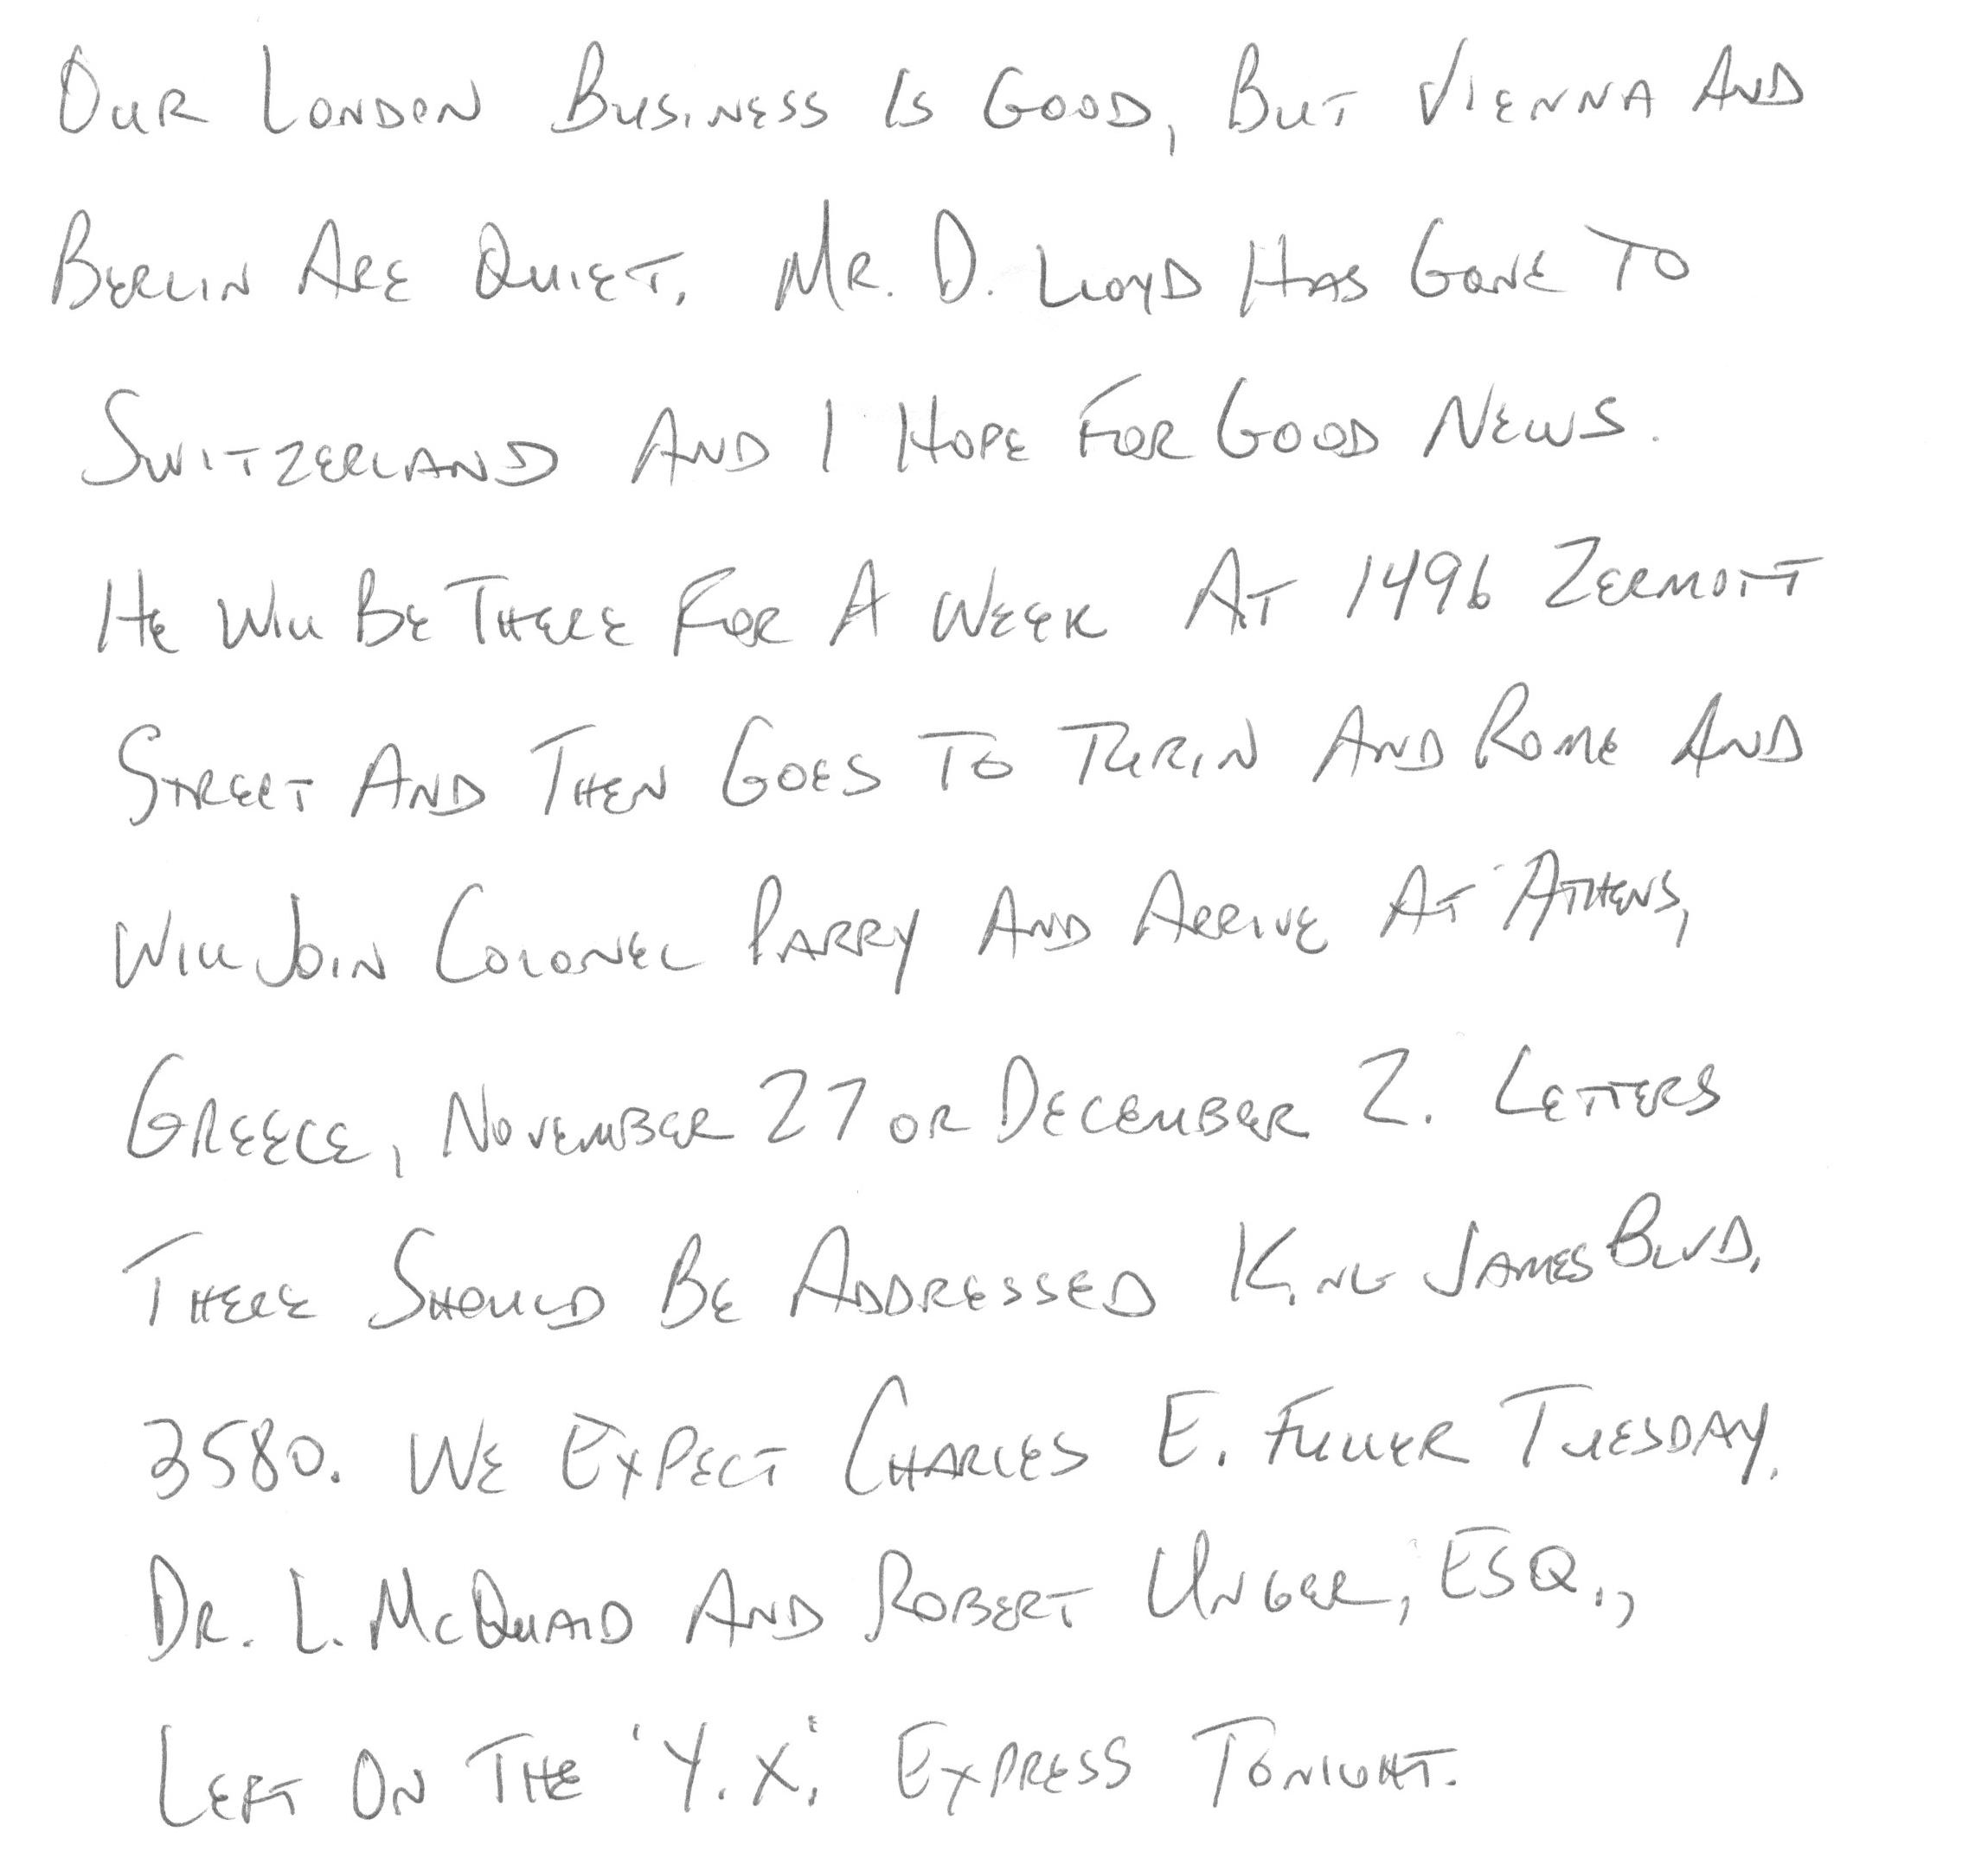 Our London Business Is Good, But Vienna And
Berlin Are Quiet. Mr. D. Lloyd Has Gone To
Switzerland And I Hope For Good News.
He Will Be There For A Week At 1496 Zermott
Street And Then Goes To Turin And Rome And
Will Join Colonel Parry And Arrive At Athens,
Greece, November 27 or December 2. Letters
There Should Be Addressed King James Blvd.
3580. We Expect Charles E. Fuller Tuesday.
Dr. L. McQuaid And Robert Unger, ESQ.,
Left On The 'Y.X.' Express Tonight.